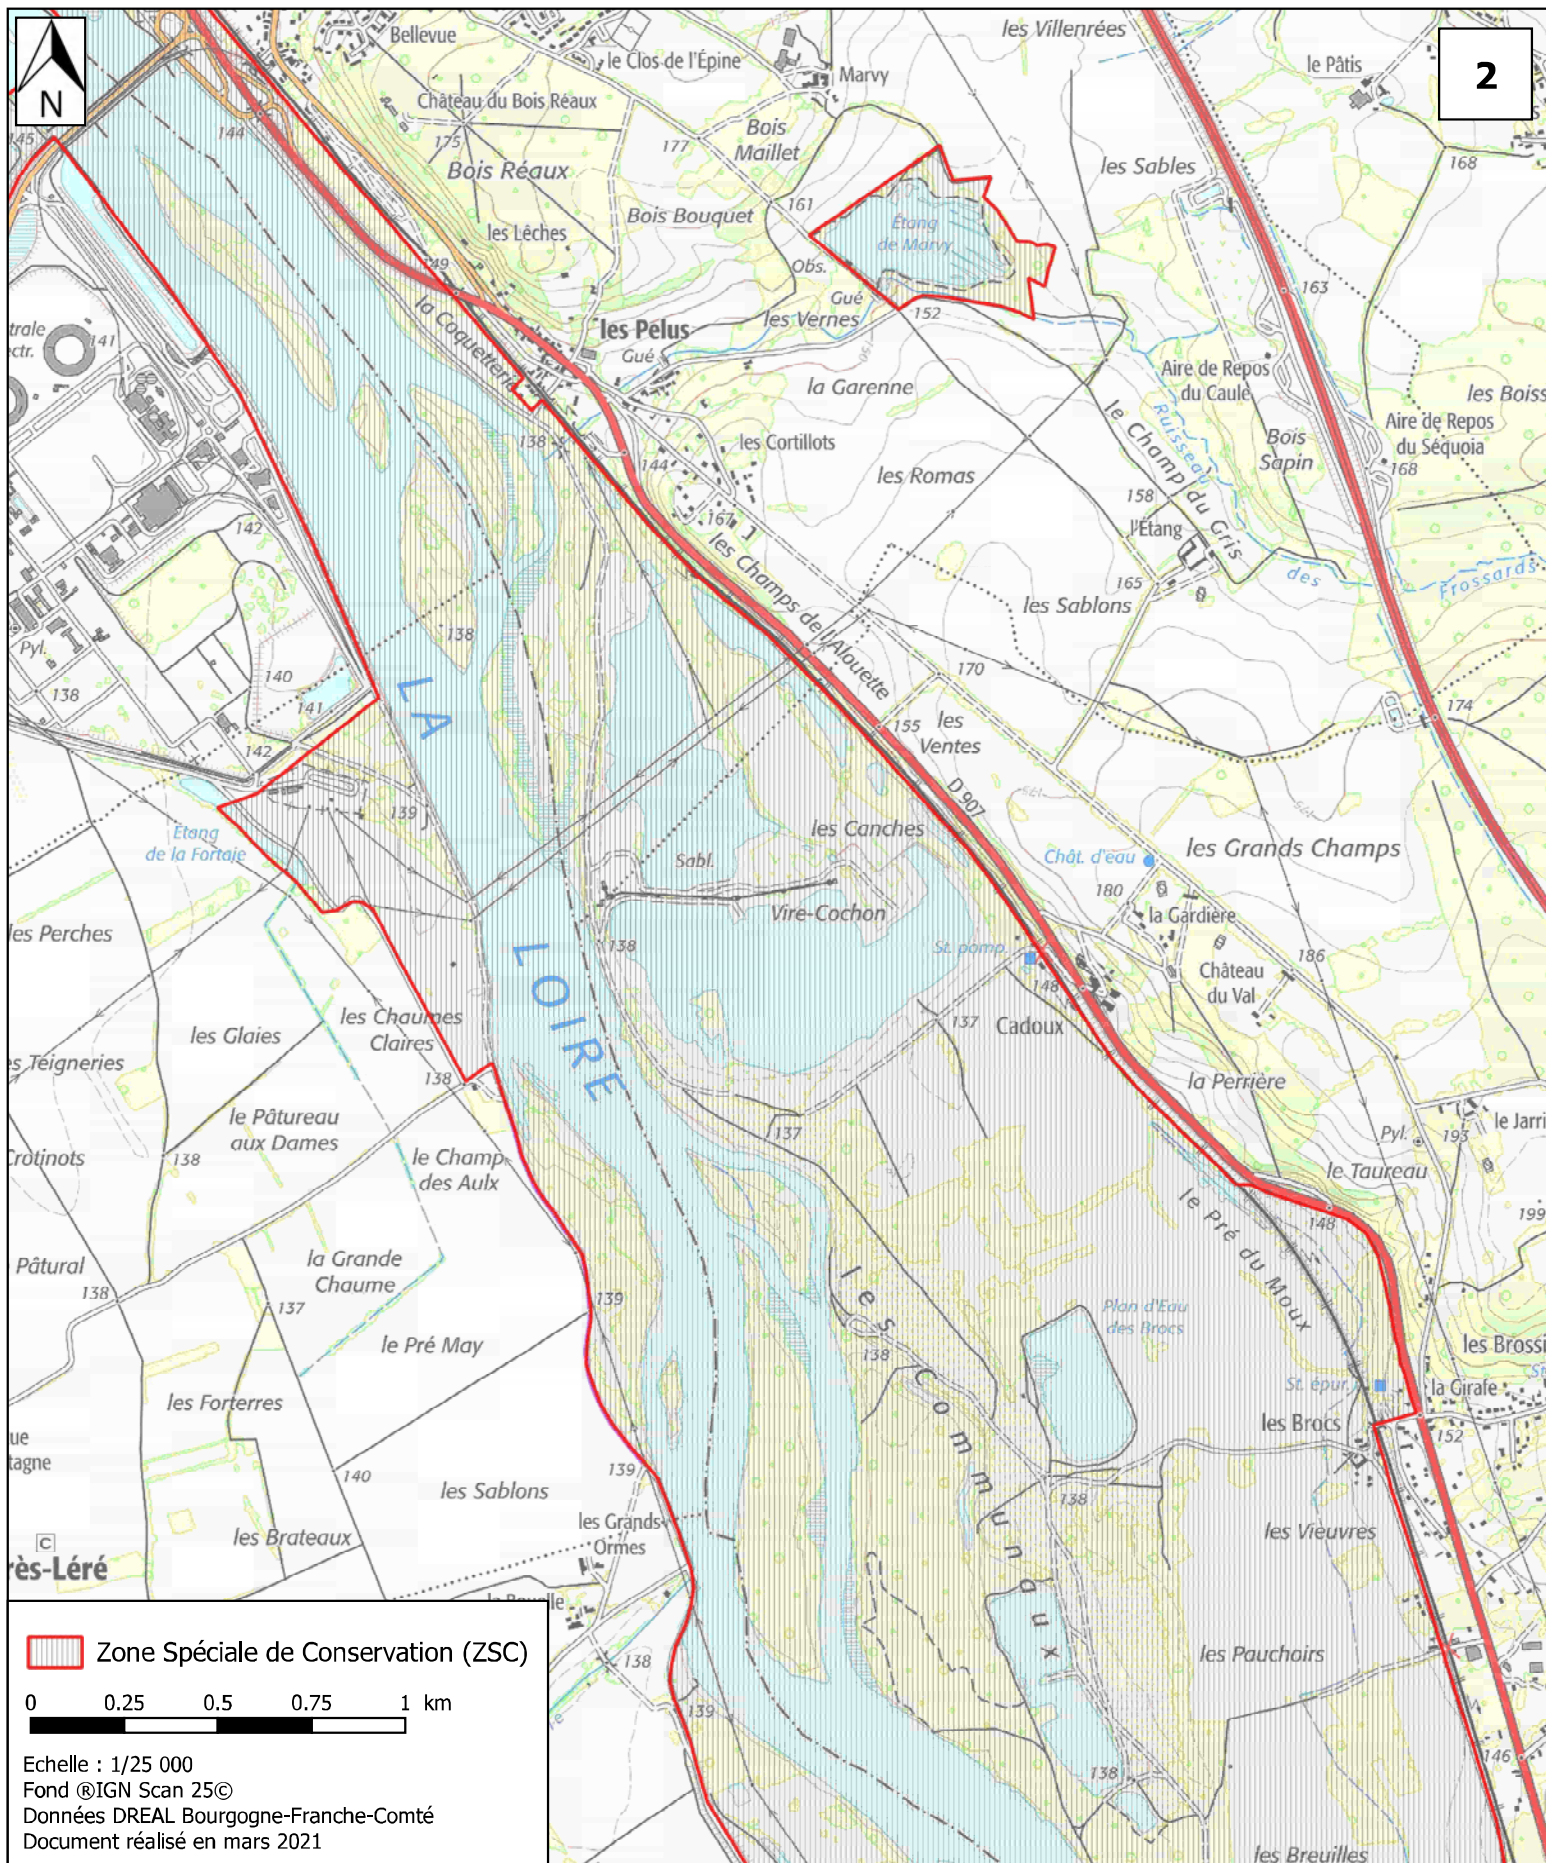 N
2
Bellevue
le Clos de l'Épine
Marvy
les Villenrées
le Pâtis
Château du Bois Réaux
175
Bois Réaux
177
Bois
Maillet
145
144
les Sables
168
Bois Bouquet
161
les Lêches
Étang
de Marvy
Obs.
Gué
les Vernes
152
163
149
la Coquetterie
les Pelus
Gué
la Garenne
Aire de Repos
du Caule
les Boiss
Aire de Repos
du Séquoia
168
Bois
Sapin
Ruisseau
des
Frossards
le Champ du Gris
trale
ectr.
141
138
144
les Cortillots
les Romas
158
l'Étang
165
les Sablons
142
167
les Champs de l'Alouette
138
Pyl.
138
140
141
142
LA
LOIRE
170
155
les
Ventes
174
D 907
139
Étang
de la Fortaie
les Canches
Sabl.
Vire-Cochon
Chât. d'eau
les Grands Champs
180
la Gardière
les Perches
138
St. pomp.
148
Château
du Val
186
les Glaies
les Chaumes
Claires
137
Cadoux
es Teigneries
138
la Perrière
le Pâtureau
aux Dames
137
Pyl.
193
le Jarri
Crotinots
138
le Champ
des Aulx
le Taureau
le Pré du Moux
148
199
Pâtural
la Grande
Chaume
138
137
139
les Communaux
Plan d'Eau
des Brocs
le Pré May
138
les Brossi
St. épur.
la Girafe
les Forterres
les Brocs
152
ue
tagne
140
139
les Sablons
138
les Grands
Ormes
les Vieuvres
les Brateaux
C
rès-Léré
138
les Pauchoirs
139
146
138
les Breuilles
Zone Spéciale de Conservation (ZSC)
0 0.25 0.5 0.75 1 km
Echelle : 1/25 000
Fond ®IGN Scan 25©
Données DREAL Bourgogne-Franche-Comté
Document réalisé en mars 2021